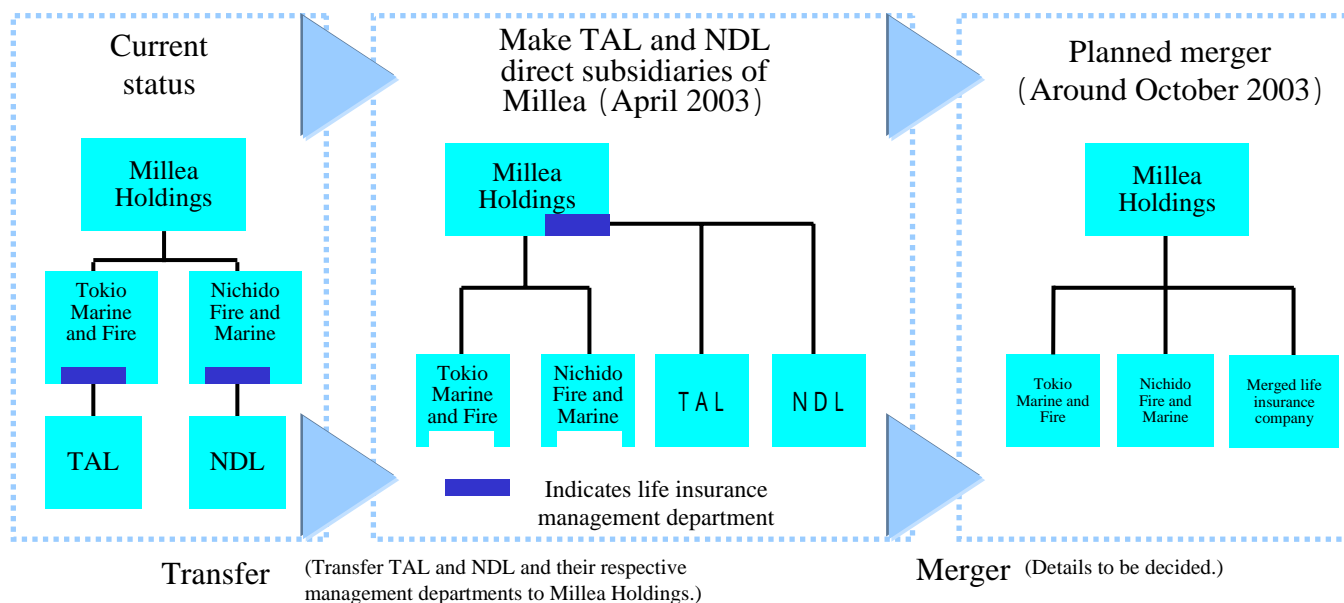 Current
status
Millea
Holdings
Tokio
Marine
and Fire
Nichido
Fire and
Marine
TAL
NDL
Make TAL and NDL
direct subsidiaries of
Millea (April 2003)
Millea
Holdings
Tokio
Marine
and Fire
Nichido
Fire and
Marine
TAL
NDL
Indicates life insurance
management department
Planned merger
(Around October 2003)
Millea
Holdings
Tokio
Marine and
Fire
Nichido
Fire and
Marine
Merged life
insurance
company
Transfer
(Transfer TAL and NDL and their respective
management departments to Millea Holdings.)
Merger (Details to be decided.)